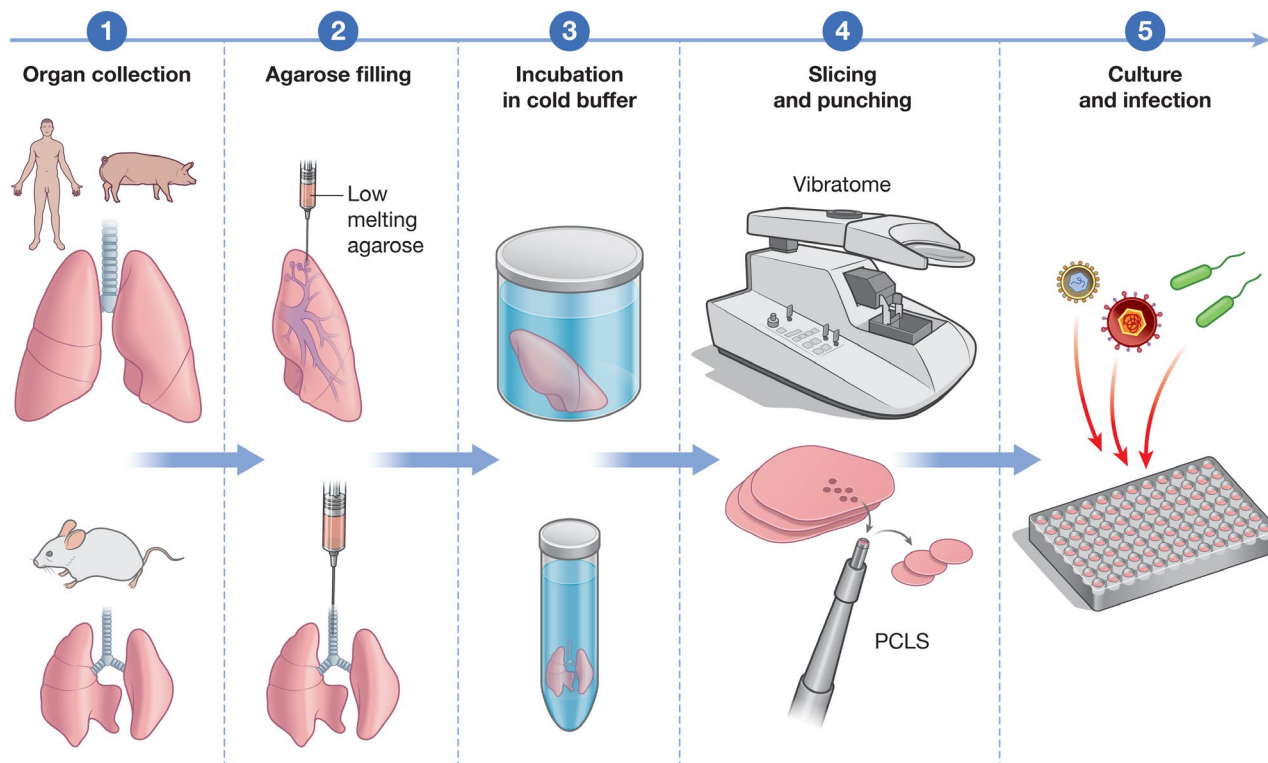 1
Organ collection
2
Agarose filling
Low
melting
agarose
3
Incubation
in cold buffer
4
Slicing
and punching
Vibratome
PCLS
5
Culture
and infection